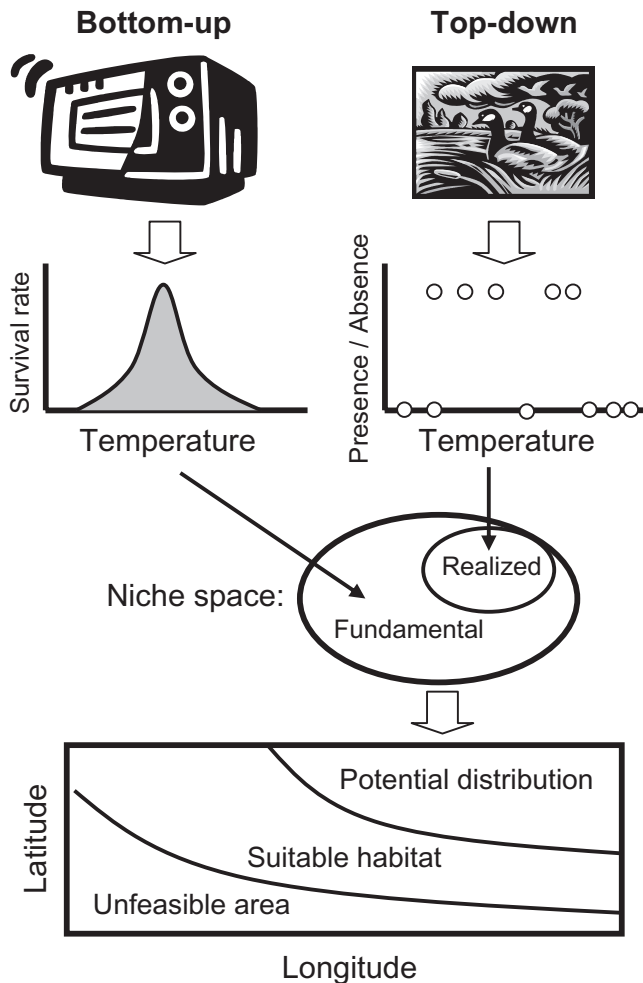 Bottom-up
Top-down
Survival rate
Temperature
Presence / Absence
Temperature
Niche space:
Realized
Fundamental
Latitude
Potential distribution
Suitable habitat
Unfeasible area
Longitude